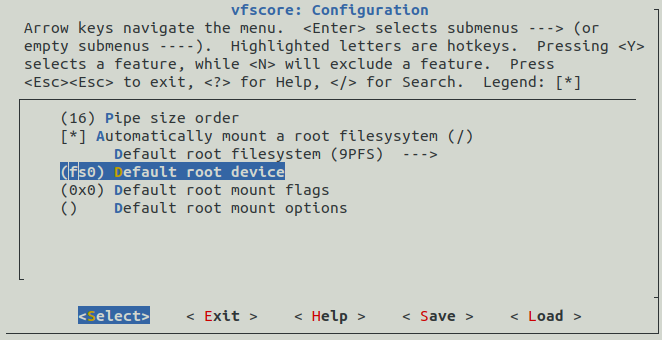 vfscore: Configuration
Arrow keys navigate the menu.  <Enter> selects submenus ---> (or
empty submenus ----).  Highlighted letters are hotkeys.  Pressing <Y>
selects a feature, while <N> will exclude a feature.  Press
<Esc><Esc> to exit, <?> for Help, </> for Search.  Legend: [*]
(16) Pipe size order
[*] Automatically mount a root filesysytem (/)
Default root filesystem (9PFS)  --->
(fs0) Default root device
(0x0) Default root mount flags
()    Default root mount options
<Select>    < Exit >    < Help >    < Save >    < Load >